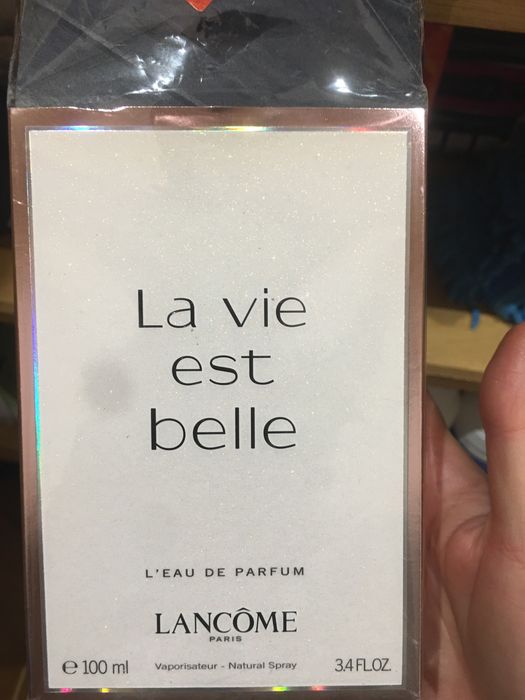 La vie
est
belle
L'EAU DE PARFUM
LANCÔME
PARIS
℮ 100 ml Vaporisateur - Natural Spray 3.4 FL.OZ.